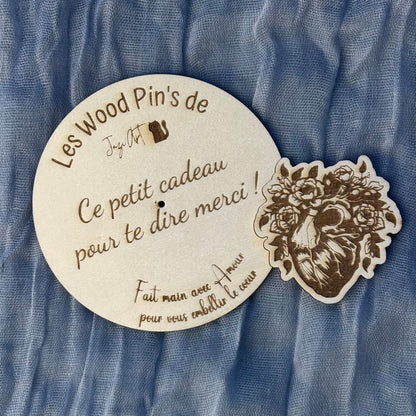 Les Wood Pin's de
Ce petit cadeau
pour te dire merci !
Fait main avec Amour
pour vous embellir le coeur